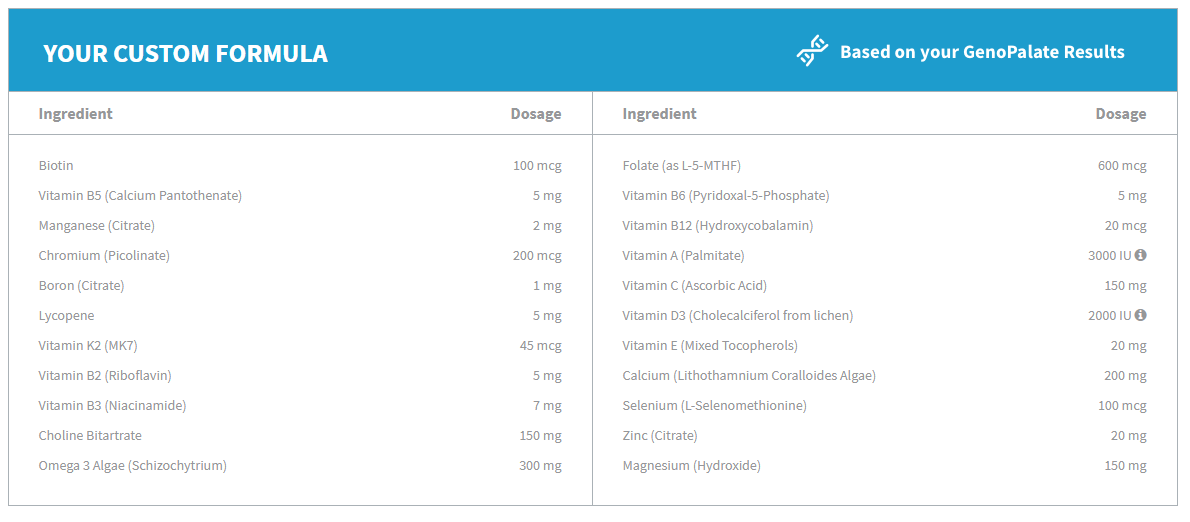 YOUR CUSTOM FORMULA
Based on your GenoPalate Results
Ingredient Dosage
Biotin 100 mcg
Vitamin B5 (Calcium Pantothenate) 5 mg
Manganese (Citrate) 2 mg
Chromium (Picolinate) 200 mcg
Boron (Citrate) 1 mg
Lycopene 5 mg
Vitamin K2 (MK7) 45 mcg
Vitamin B2 (Riboflavin) 5 mg
Vitamin B3 (Niacinamide) 7 mg
Choline Bitartrate 150 mg
Omega 3 Algae (Schizochytrium) 300 mg
Ingredient Dosage
Folate (as L-5-MTHF) 600 mcg
Vitamin B6 (Pyridoxal-5-Phosphate) 5 mg
Vitamin B12 (Hydroxycobalamin) 20 mcg
Vitamin A (Palmitate) 3000 IU
Vitamin C (Ascorbic Acid) 150 mg
Vitamin D3 (Cholecalciferol from lichen) 2000 IU
Vitamin E (Mixed Tocopherols) 20 mg
Calcium (Lithothamnium Coralloides Algae) 200 mg
Selenium (L-Selenomethionine) 100 mcg
Zinc (Citrate) 20 mg
Magnesium (Hydroxide) 150 mg